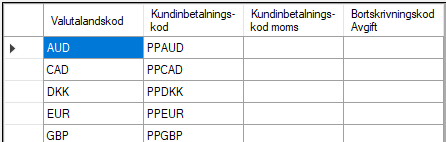 Valutalandskod Kundinbetalnings- Kundinbetalnings- Bortskrivningskod
kod kod moms Avgift
AUD PPAUD
CAD PPCAD
DKK PPDKK
EUR PPEUR
GBP PPGBP